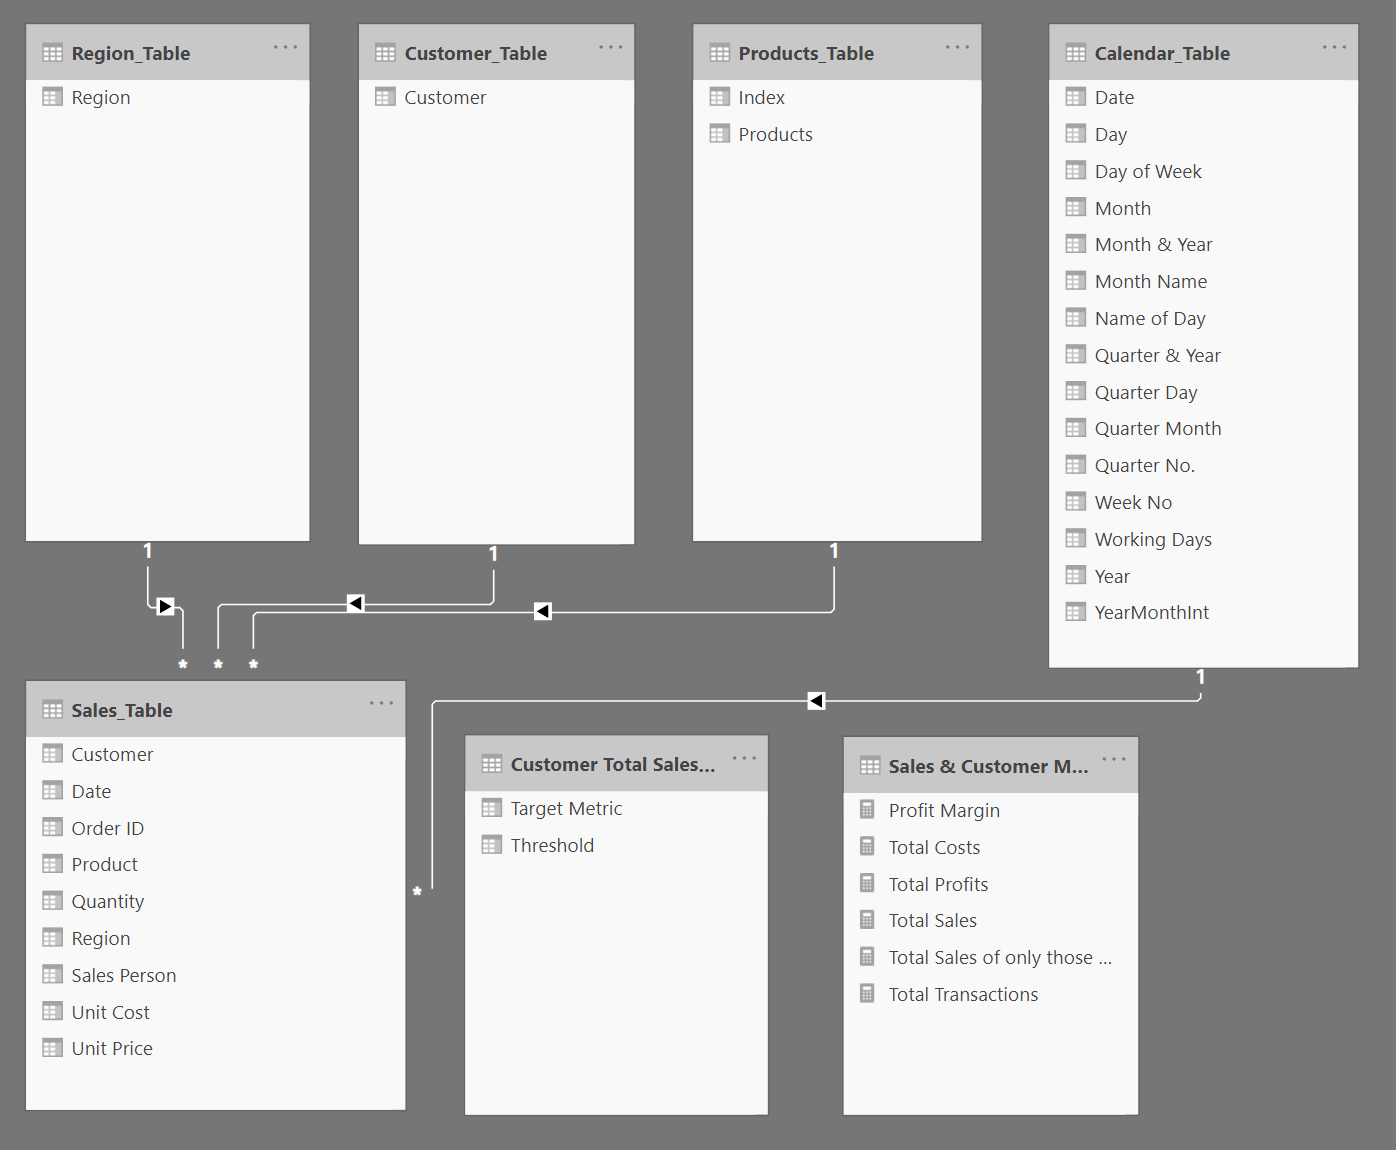 Region_Table
Region
Customer_Table
Customer
Products_Table
Index
Products
Calendar_Table
Date
Day
Day of Week
Month
Month & Year
Month Name
Name of Day
Quarter & Year
Quarter Day
Quarter Month
Quarter No.
Week No
Working Days
Year
YearMonthInt
1
1
1
1
*
*
*
*
Sales_Table
Customer
Date
Order ID
Product
Quantity
Region
Sales Person
Unit Cost
Unit Price
Customer Total Sales...
Target Metric
Threshold
Sales & Customer M...
Profit Margin
Total Costs
Total Profits
Total Sales
Total Sales of only those ...
Total Transactions